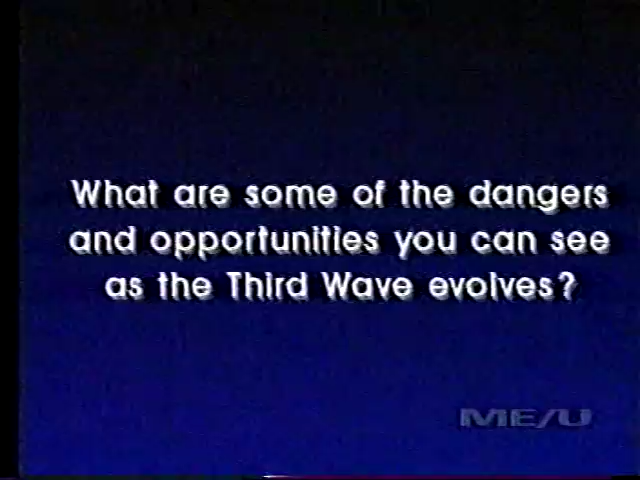 What are some of the dangers
and opportunities you can see
as the Third Wave evolves?
ME/U